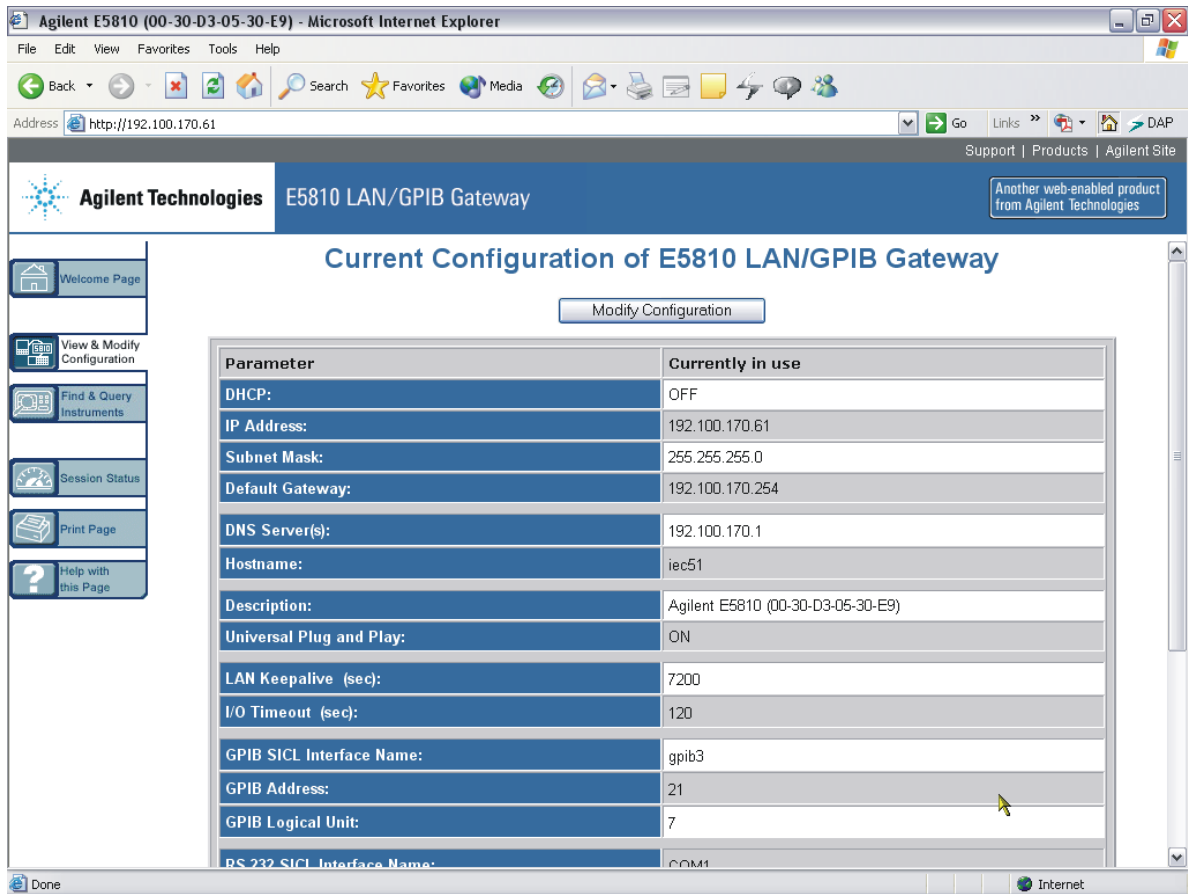 Agilent E5810 (00-30-D3-05-30-E9) - Microsoft Internet Explorer
File Edit View Favorites Tools Help
Back Search Favorites Media
Address http://192.100.170.61 Go Links » DAP
Support | Products | Agilent Site
Agilent Technologies E5810 LAN/GPIB Gateway
Another web-enabled product
from Agilent Technologies
Current Configuration of E5810 LAN/GPIB Gateway
Modify Configuration
Welcome Page
View & Modify
Configuration
Find & Query
Instruments
Session Status
Print Page
Help with
this Page
Parameter Currently in use
DHCP: OFF
IP Address: 192.100.170.61
Subnet Mask: 255.255.255.0
Default Gateway: 192.100.170.254
DNS Server(s): 192.100.170.1
Hostname: iec51
Description: Agilent E5810 (00-30-D3-05-30-E9)
Universal Plug and Play: ON
LAN Keepalive (sec): 7200
I/O Timeout (sec): 120
GPIB SICL Interface Name: gpib3
GPIB Address: 21
GPIB Logical Unit: 7
RS 232 SICL Interface Name: COM1
Done Internet